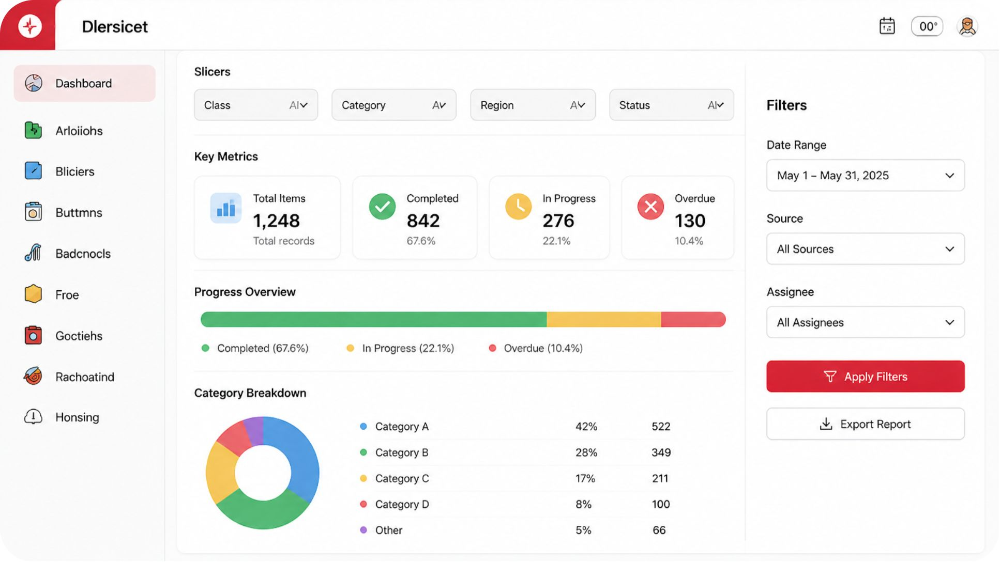 Dlersicet
00°
Dashboard
Arloiiohs
Bliciers
Buttmns
Badcnocls
Froe
Goctiehs
Rachoatind
Honsing
Slicers
Class
Category
Region
Status
Key Metrics
Total Items
1,248
Total records
Completed
842
67.6%
In Progress
276
22.1%
Overdue
130
10.4%
Progress Overview
Completed (67.6%)
In Progress (22.1%)
Overdue (10.4%)
Category Breakdown
Category A 42% 522
Category B 28% 349
Category C 17% 211
Category D 8% 100
Other 5% 66
Filters
Date Range
May 1 – May 31, 2025
Source
All Sources
Assignee
All Assignees
Apply Filters
Export Report